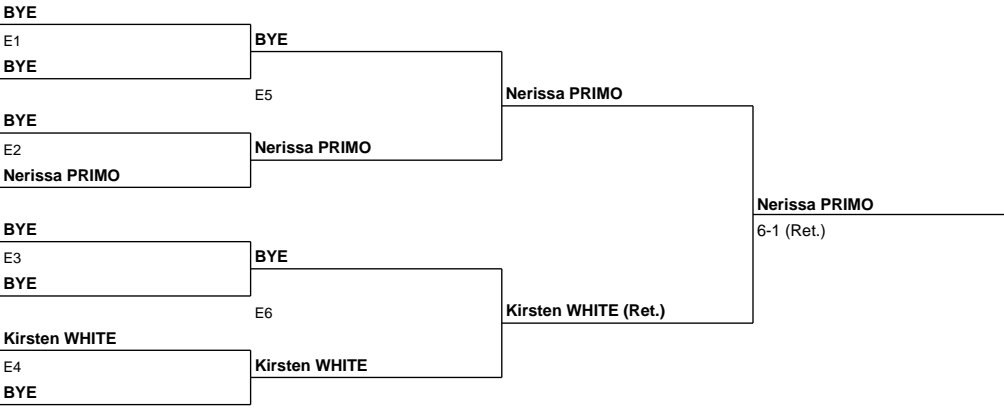 BYE
E1
BYE
BYE
E5
Nerissa PRIMO
BYE
E2
Nerissa PRIMO
Nerissa PRIMO
Nerissa PRIMO
6-1 (Ret.)
BYE
E3
BYE
BYE
E6
Kirsten WHITE (Ret.)
Kirsten WHITE
E4
Kirsten WHITE
BYE